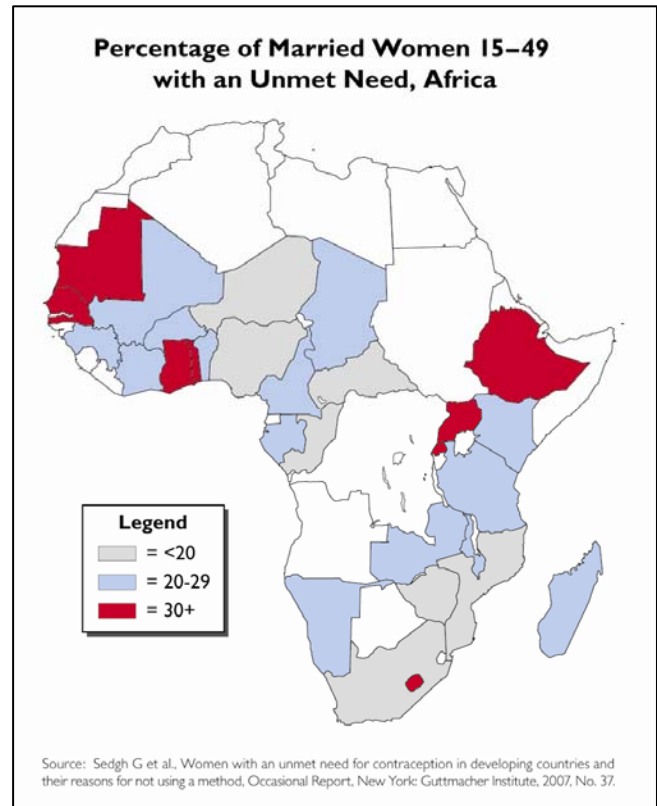 Percentage of Married Women 15–49
with an Unmet Need, Africa
Legend
= <20
= 20-29
= 30+
Source: Sedgh G et al., Women with an unmet need for contraception in developing countries and
their reasons for not using a method, Occasional Report, New York: Guttmacher Institute, 2007, No. 37.